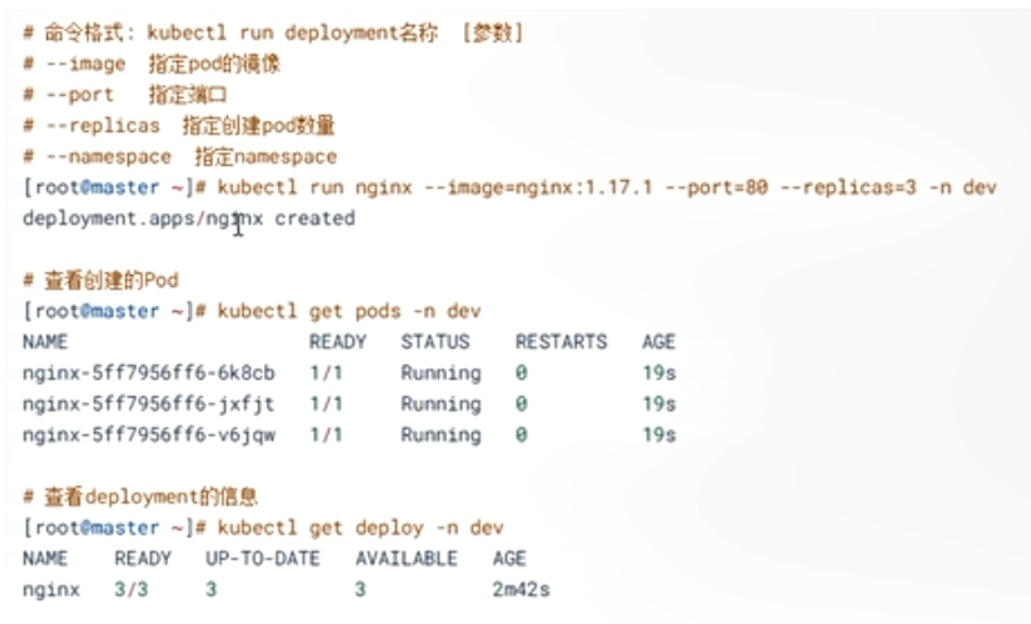 # 命令格式: kubectl run deployment名称  [参数]
# --image  指定pod的镜像
# --port   指定端口
# --replicas  指定创建pod数量
# --namespace  指定namespace
[root@master ~]# kubectl run nginx --image=nginx:1.17.1 --port=80 --replicas=3 -n dev
deployment.apps/nginx created
# 查看创建的Pod
[root@master ~]# kubectl get pods -n dev
NAME                     READY   STATUS    RESTARTS   AGE
nginx-5ff7956ff6-6k8cb   1/1     Running   0          19s
nginx-5ff7956ff6-jxfjt   1/1     Running   0          19s
nginx-5ff7956ff6-v6jqw   1/1     Running   0          19s
# 查看deployment的信息
[root@master ~]# kubectl get deploy -n dev
NAME    READY   UP-TO-DATE   AVAILABLE   AGE
nginx   3/3     3            3           2m42s